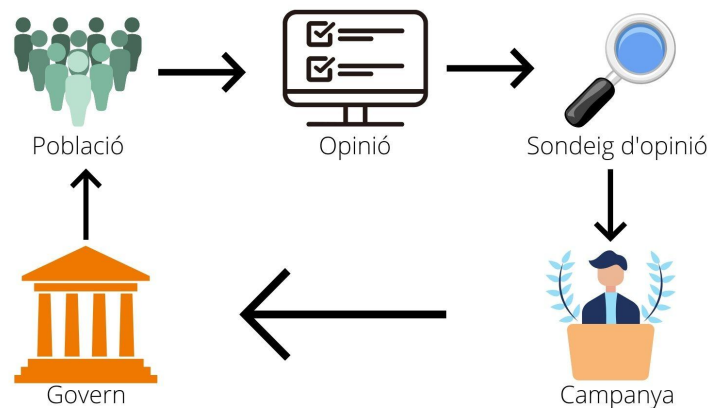 Població
Opinió
Sondeig d'opinió
Govern
Campanya